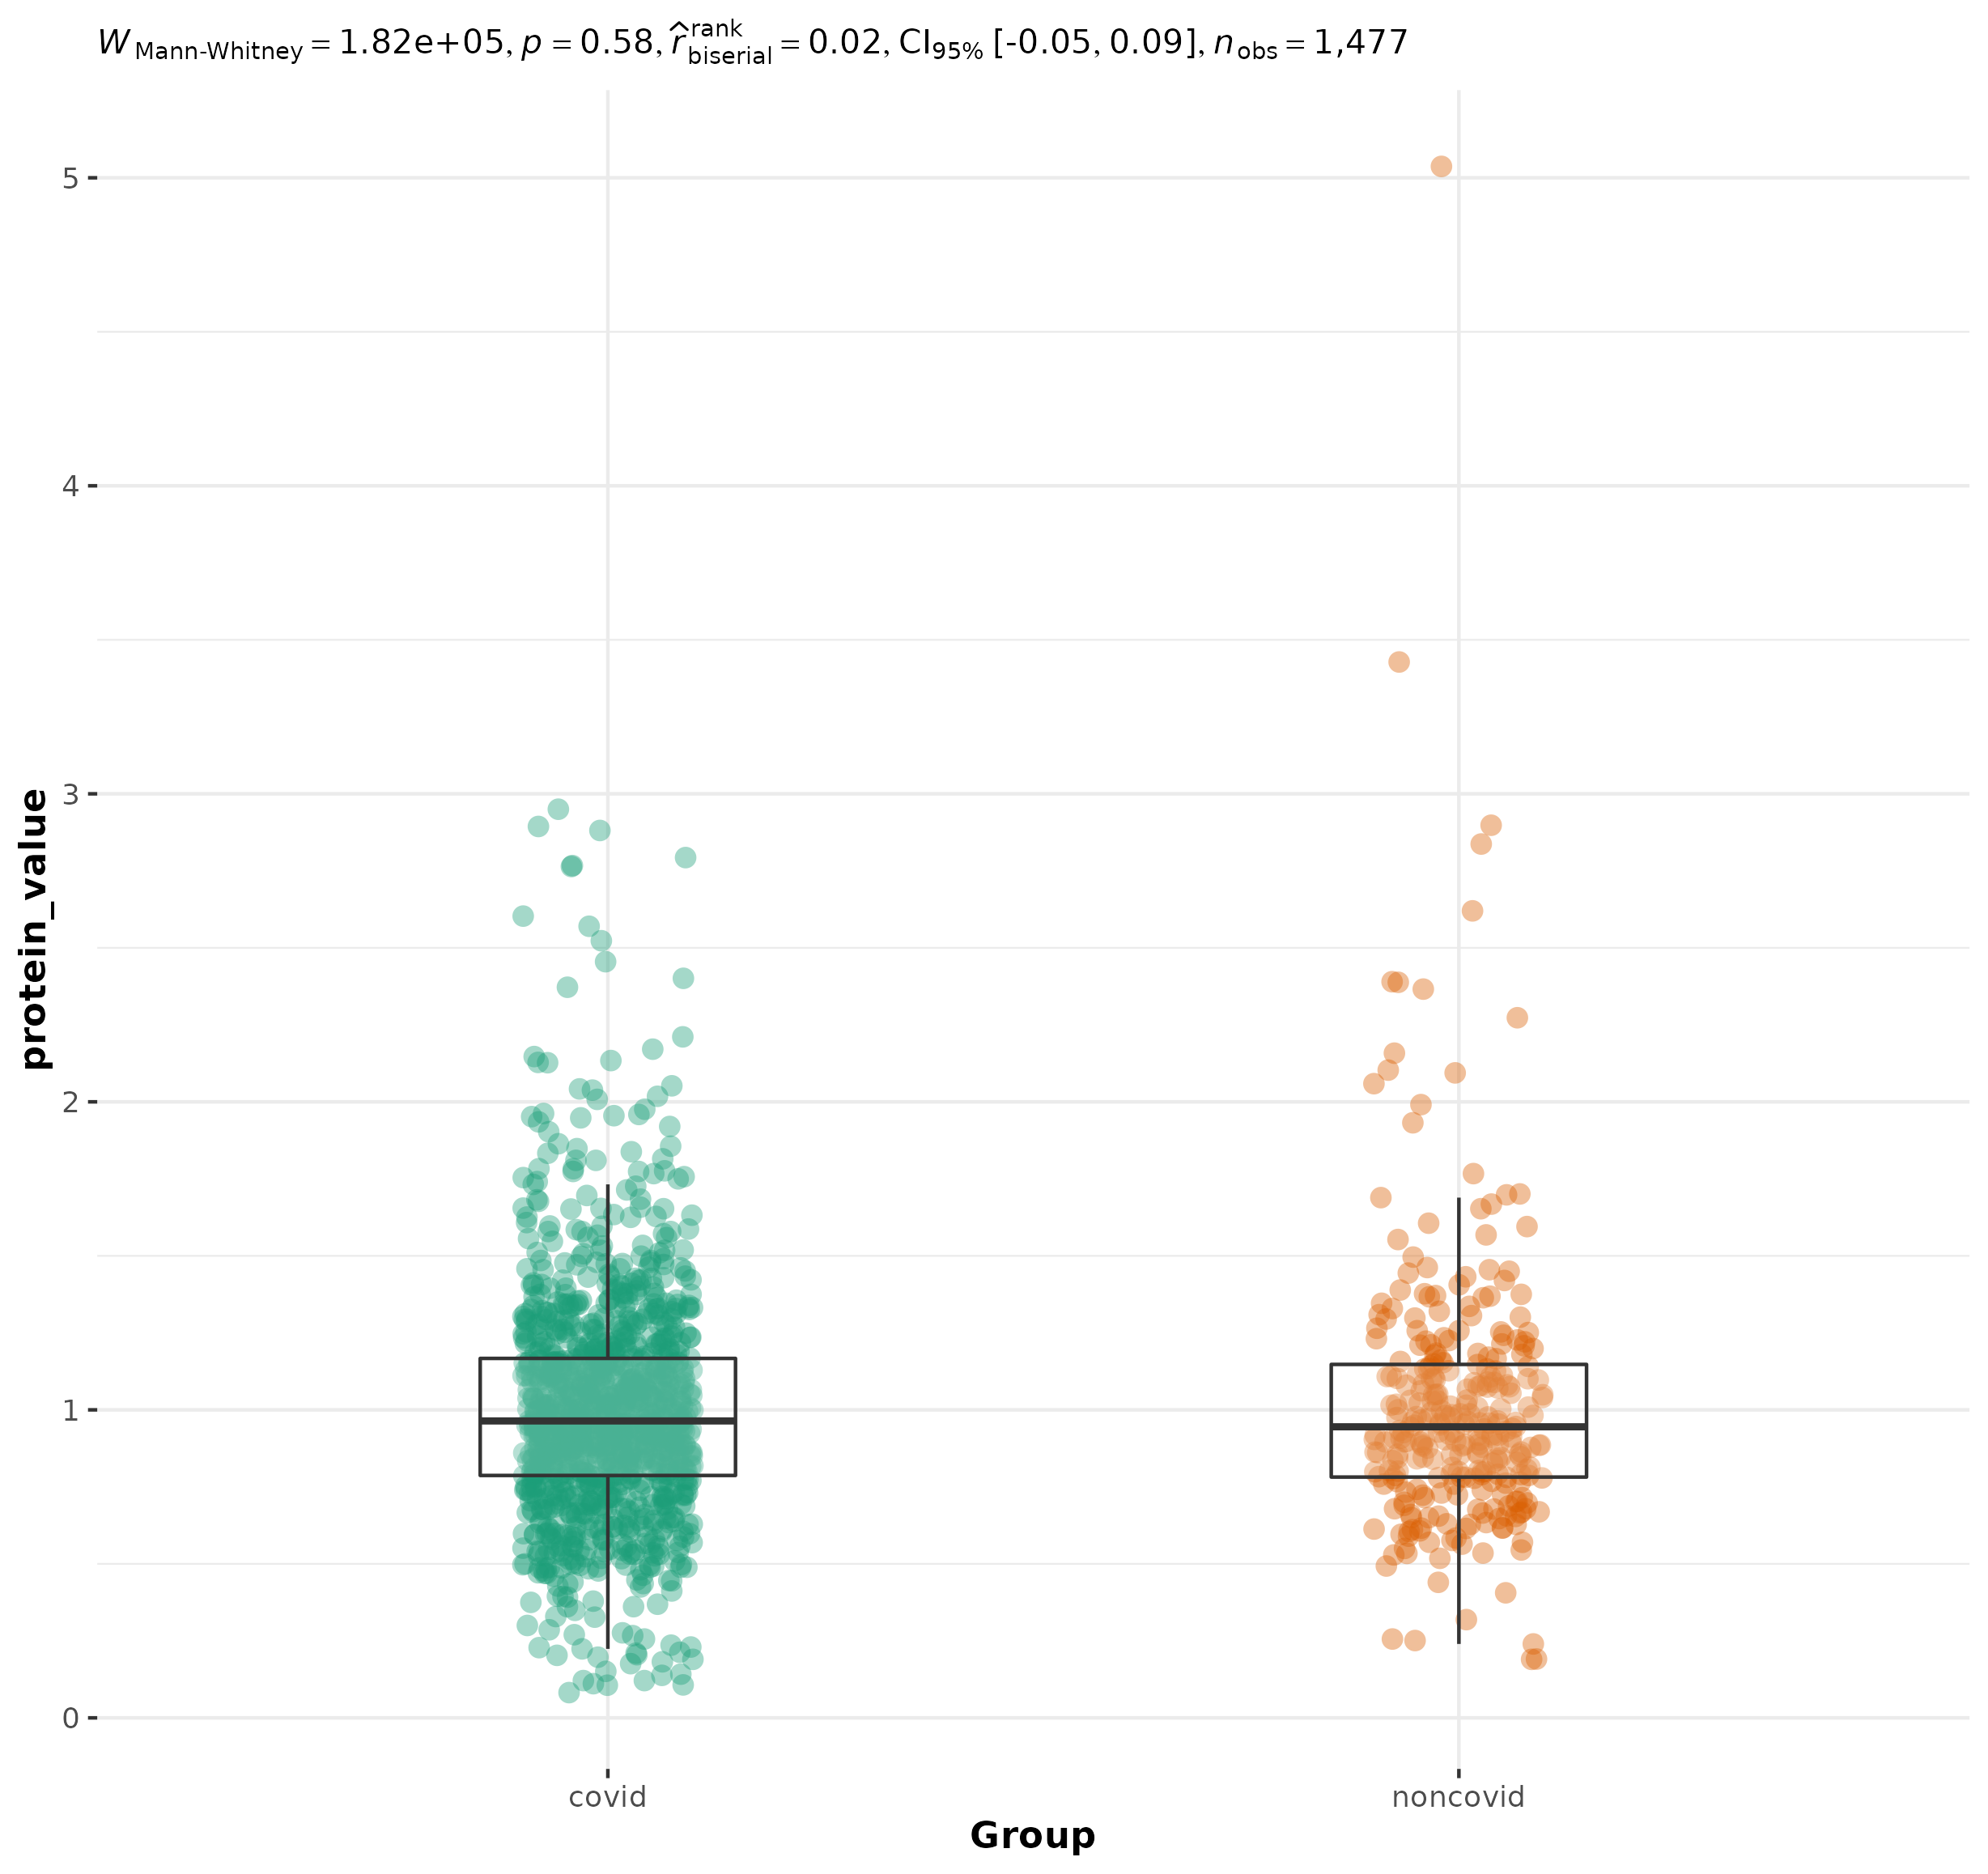 W Mann-Whitney = 1.82e+05, p = 0.58, r̂ rank biserial = 0.02, CI95% [-0.05, 0.09], nobs = 1,477
5
4
3
2
1
0
protein_value
covid noncovid
Group